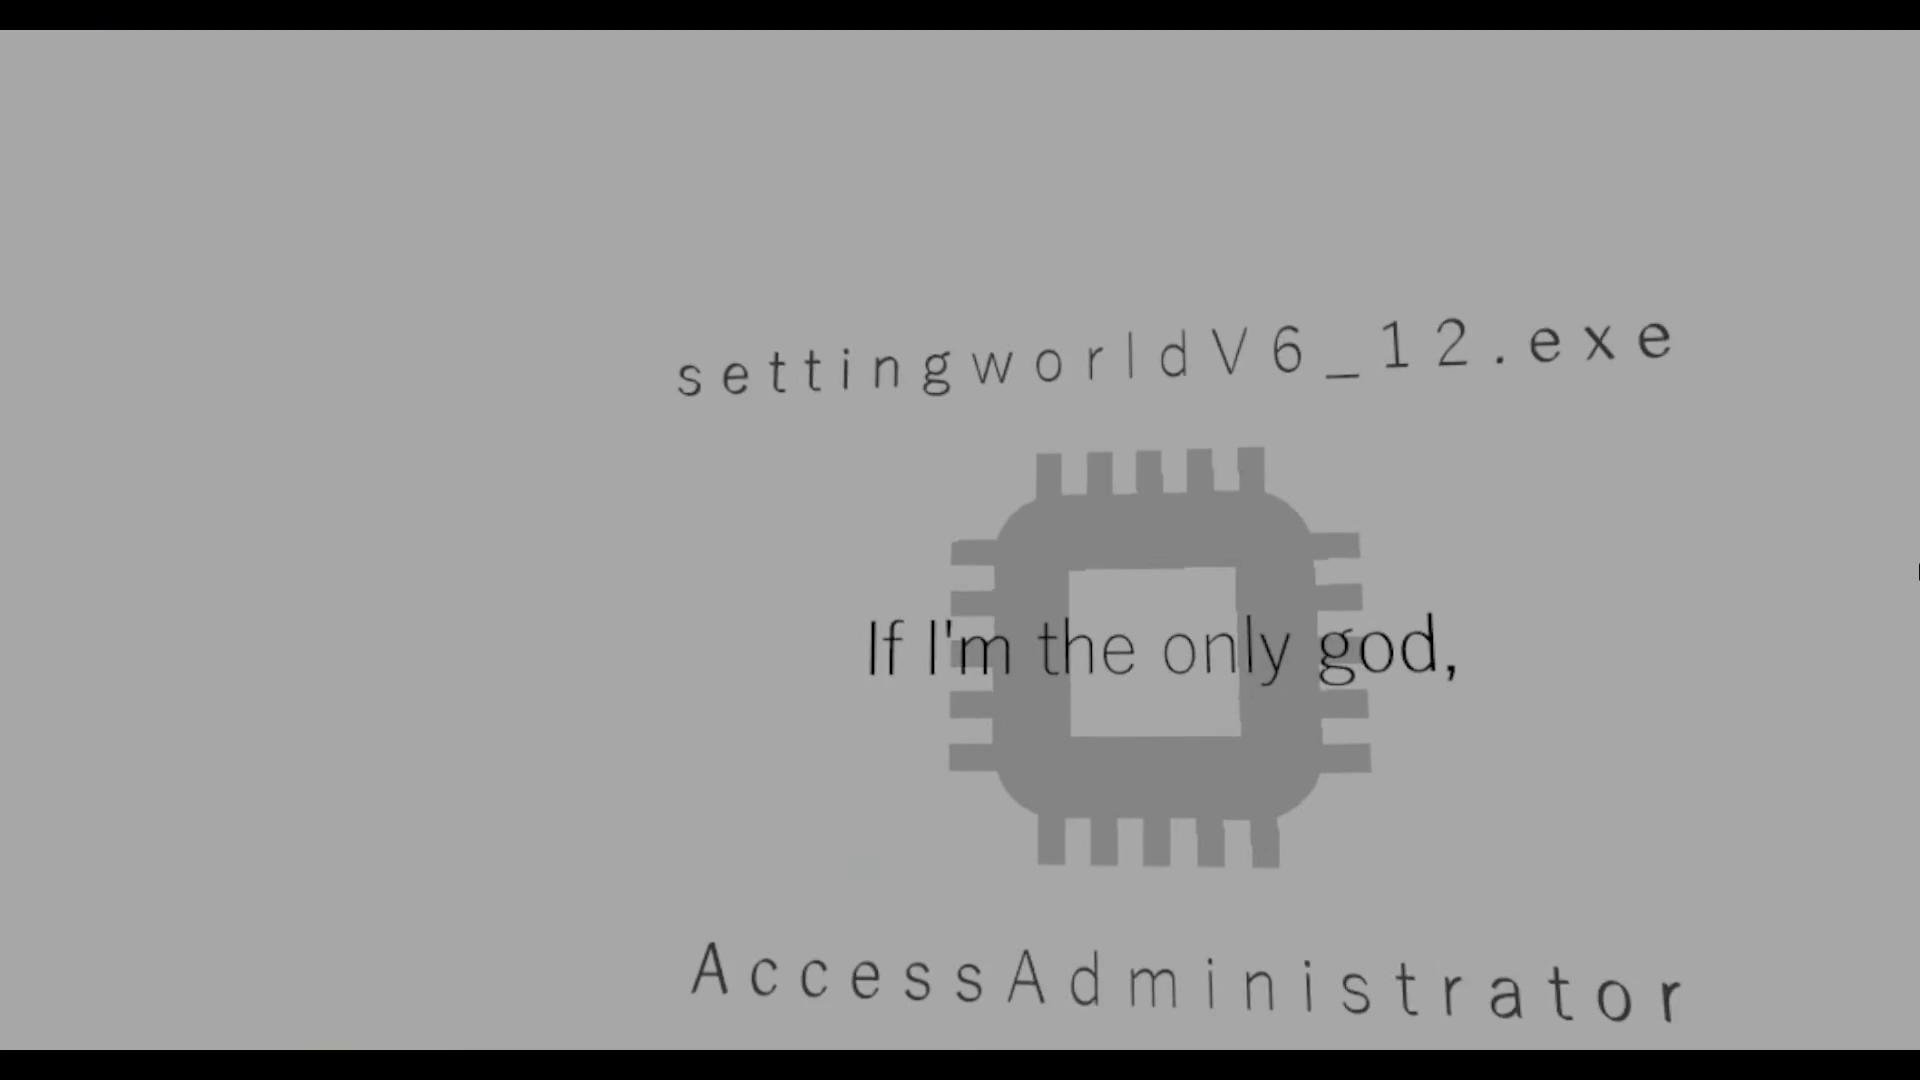 settingworldV6_12.exe
If I'm the only god,
AccessAdministrator